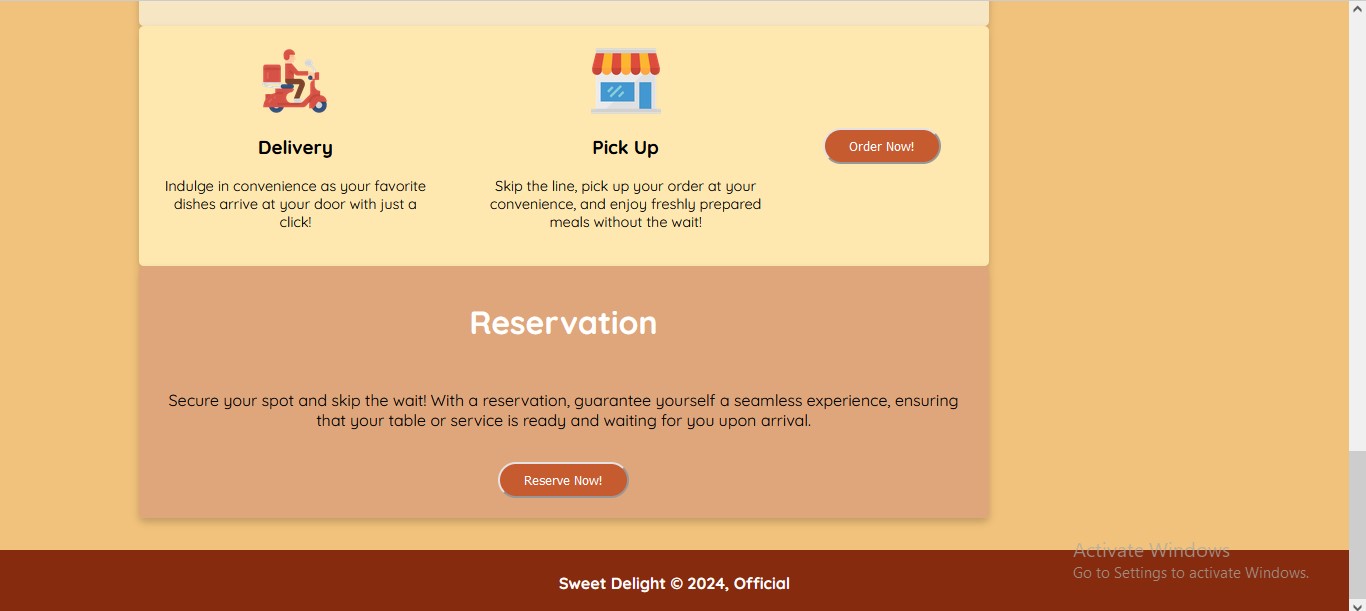 Delivery
Indulge in convenience as your favorite
dishes arrive at your door with just a
click!
Pick Up
Skip the line, pick up your order at your
convenience, and enjoy freshly prepared
meals without the wait!
Order Now!
Reservation
Secure your spot and skip the wait! With a reservation, guarantee yourself a seamless experience, ensuring
that your table or service is ready and waiting for you upon arrival.
Reserve Now!
Activate Windows
Go to Settings to activate Windows.
Sweet Delight © 2024, Official